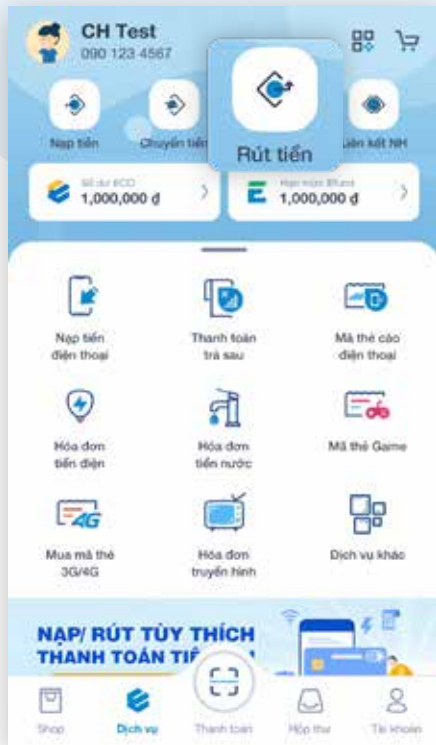 CH Test
090 123 4567
Nạp tiền
Chuyển tiền
Rút tiền
Liên kết NH
Số dư ECO
1,000,000 đ
1,000,000 đ
Nạp tiền
điện thoại
Thanh toán
trả sau
Mã thẻ cào
điện thoại
Hóa đơn
tiền điện
Hóa đơn
tiền nước
Mã thẻ Game
4G
Mua mã thẻ
3G/4G
Hóa đơn
truyền hình
Dịch vụ khác
NẠP/ RÚT TÙY THÍCH
THANH TOÁN
Shop
Dịch vụ
Thanh toán
Hộp thư
Tài khoản